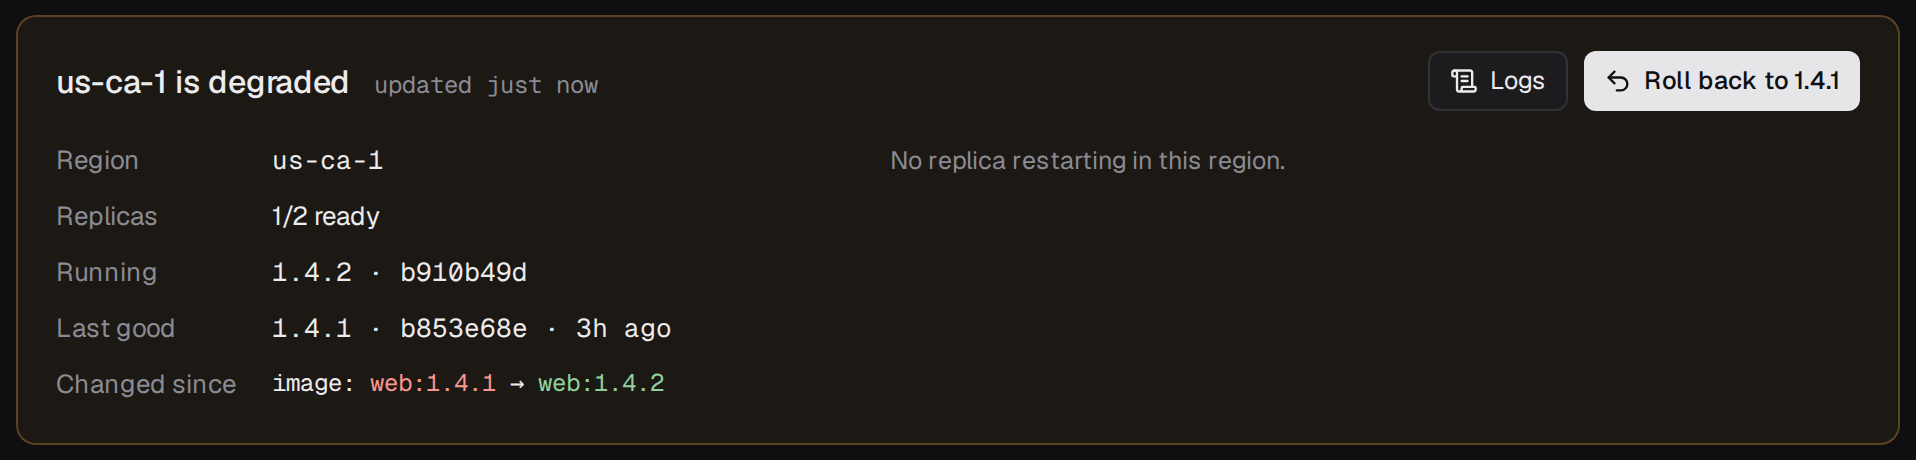 us-ca-1 is degraded updated just now
Logs
Roll back to 1.4.1
Region us-ca-1
Replicas 1/2 ready
Running 1.4.2 · b910b49d
Last good 1.4.1 · b853e68e · 3h ago
Changed since image: web:1.4.1 → web:1.4.2
No replica restarting in this region.